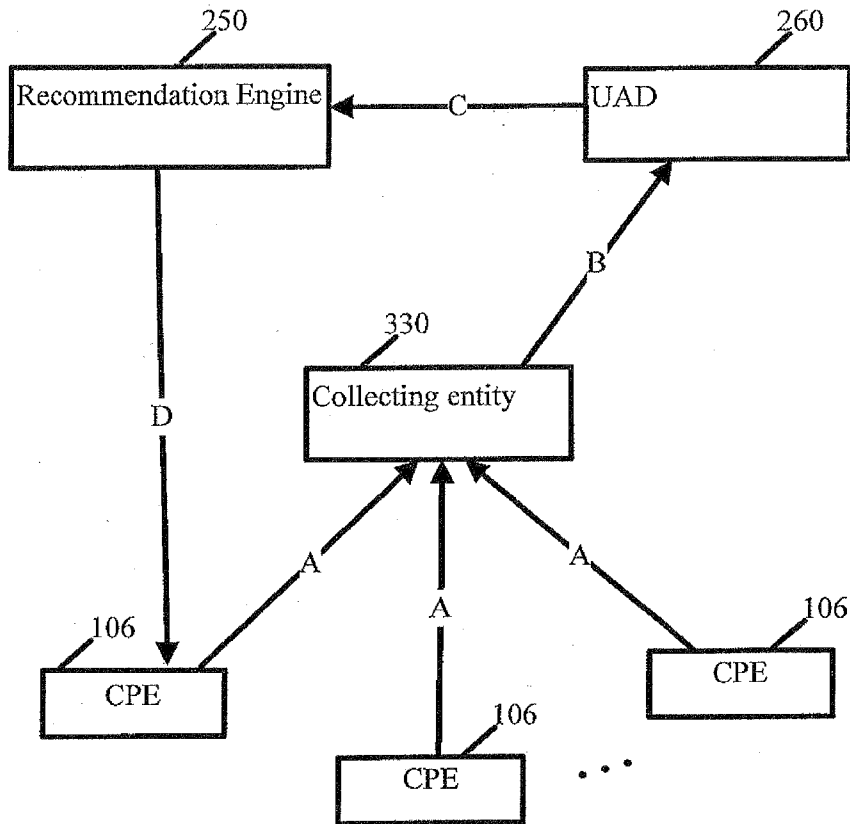 250
260
Recommendation Engine
UAD
C
B
330
Collecting entity
D
A
A
A
106
106
CPE
CPE
106
CPE